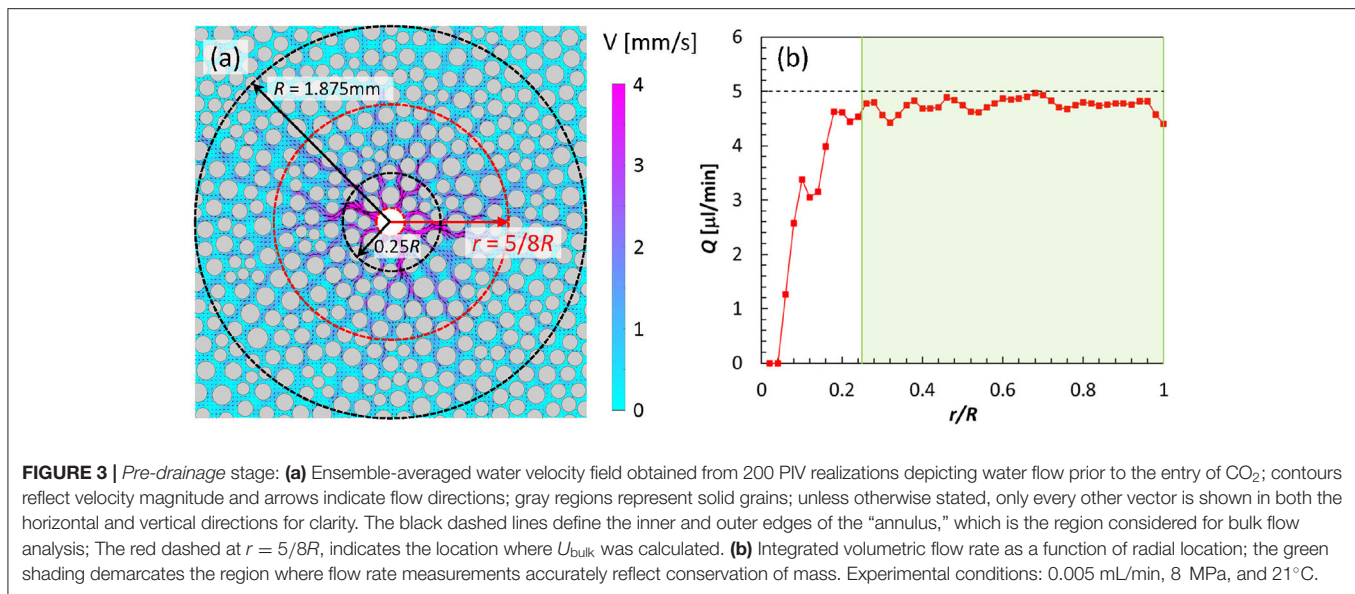 (a)
R = 1.875mm
0.25R
r = 5/8R
V [mm/s]
4
3
2
1
0
(b)
6
5
4
3
2
1
0
Q [µl/min]
0 0.2 0.4 0.6 0.8 1
r/R
FIGURE 3 | Pre-drainage stage: (a) Ensemble-averaged water velocity field obtained from 200 PIV realizations depicting water flow prior to the entry of CO₂; contours
reflect velocity magnitude and arrows indicate flow directions; gray regions represent solid grains; unless otherwise stated, only every other vector is shown in both the
horizontal and vertical directions for clarity. The black dashed lines define the inner and outer edges of the “annulus,” which is the region considered for bulk flow
analysis; The red dashed at r = 5/8R, indicates the location where Ubulk was calculated. (b) Integrated volumetric flow rate as a function of radial location; the green
shading demarcates the region where flow rate measurements accurately reflect conservation of mass. Experimental conditions: 0.005 mL/min, 8 MPa, and 21°C.